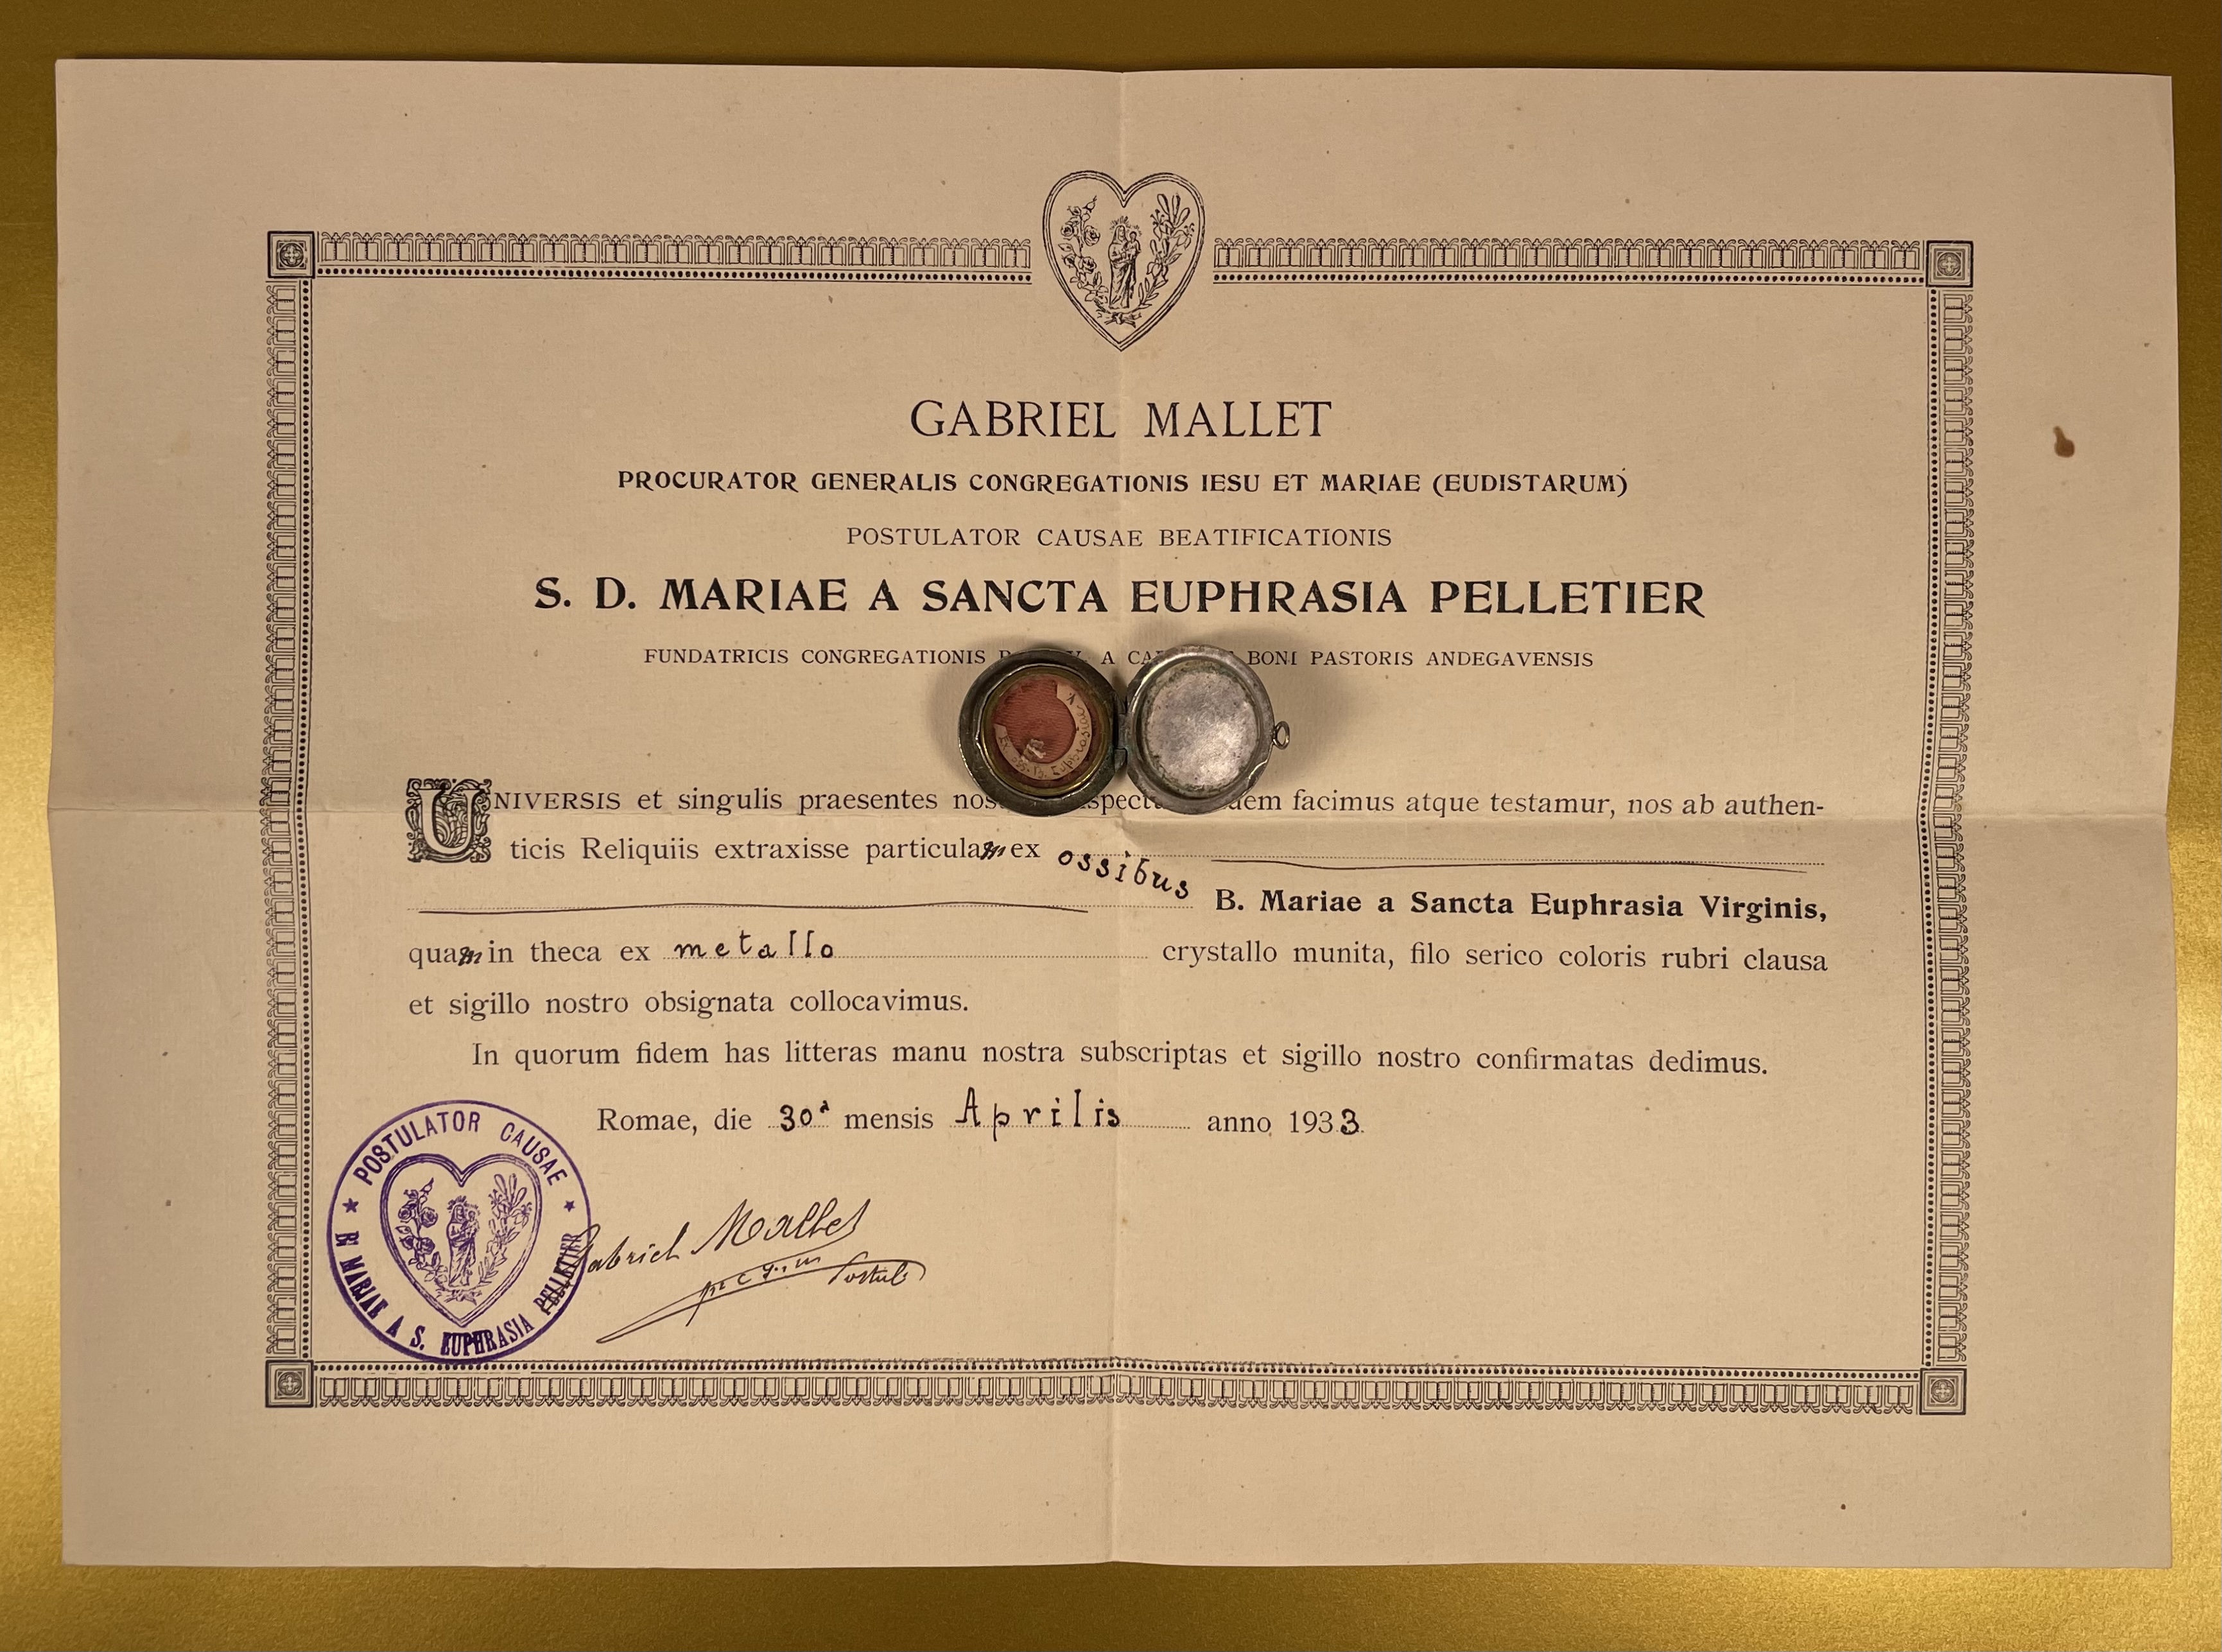 GABRIEL MALLET
PROCURATOR GENERALIS CONGREGATIONIS IESU ET MARIAE (EUDISTARUM)
POSTULATOR CAUSAE BEATIFICATIONIS
S. D. MARIAE A SANCTA EUPHRASIA PELLETIER
FUNDATRICIS CONGREGATIONIS A BONI PASTORIS ANDEGAVENSIS
UNIVERSIS et singulis praesentes facimus atque testamur, nos ab authen-
ticis Reliquiis extraxisse particulam ex ossibus
B. Mariae a Sancta Euphrasia Virginis,
quam in theca ex metallo crystallo munita, filo serico coloris rubri clausa
et sigillo nostro obsignata collocavimus.
In quorum fidem has litteras manu nostra subscriptas et sigillo nostro confirmatas dedimus.
Romae, die 30ª mensis Aprilis anno 1933.
POSTULATOR CAUSAE
MARIAE A S. EUPHRASIA PELLETIER
Gabriel Mallet